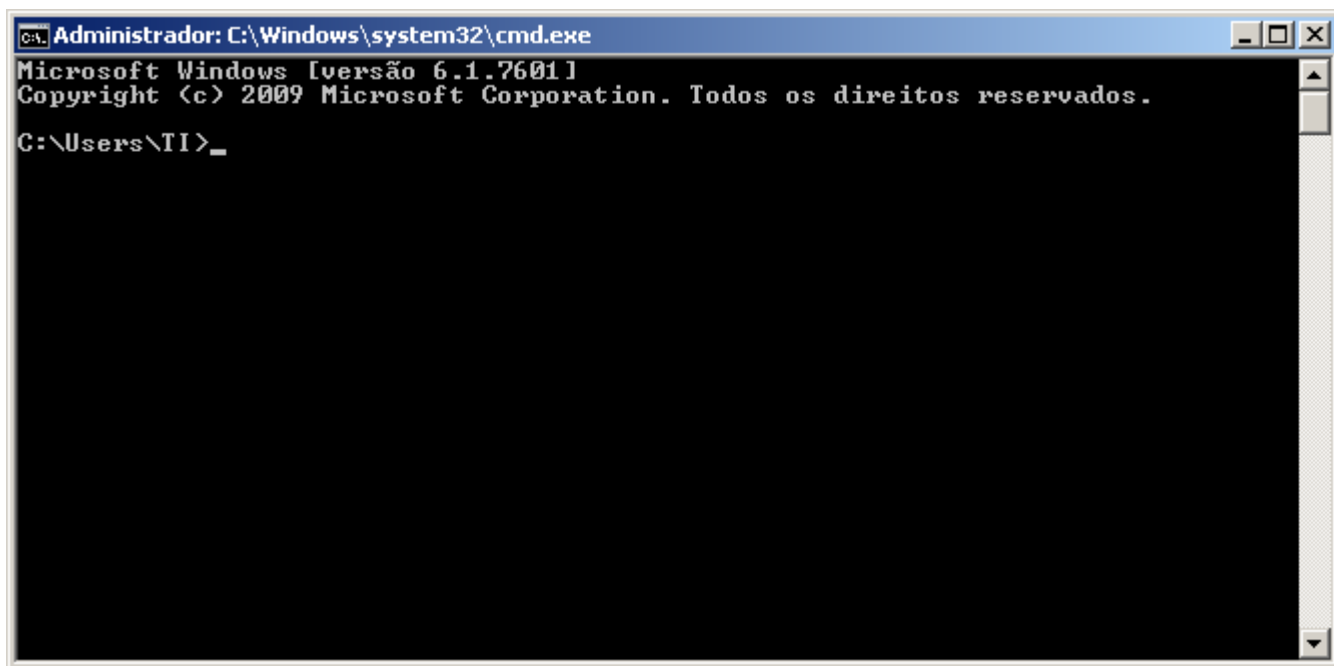 Administrador: C:\Windows\system32\cmd.exe
Microsoft Windows [versão 6.1.7601]
Copyright (c) 2009 Microsoft Corporation. Todos os direitos reservados.
C:\Users\TI>_